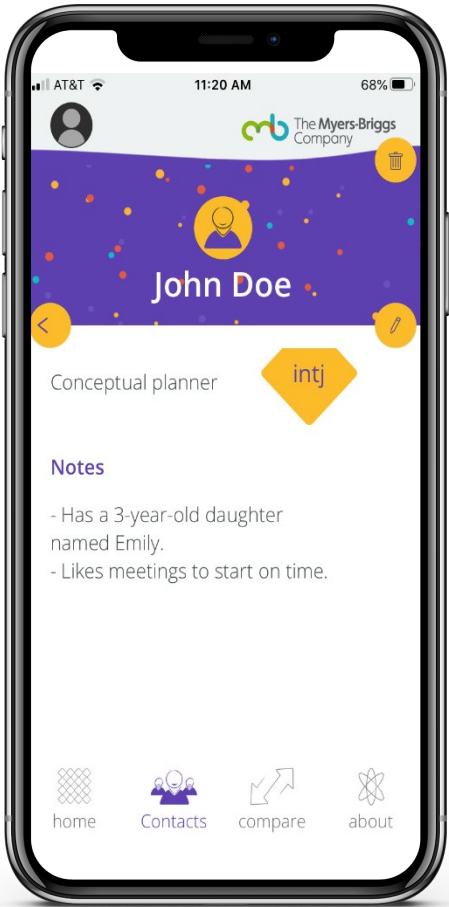 AT&T
11:20 AM
68%
The Myers-Briggs
Company
John Doe
Conceptual planner
intj
Notes
- Has a 3-year-old daughter
named Emily.
- Likes meetings to start on time.
home
Contacts
compare
about